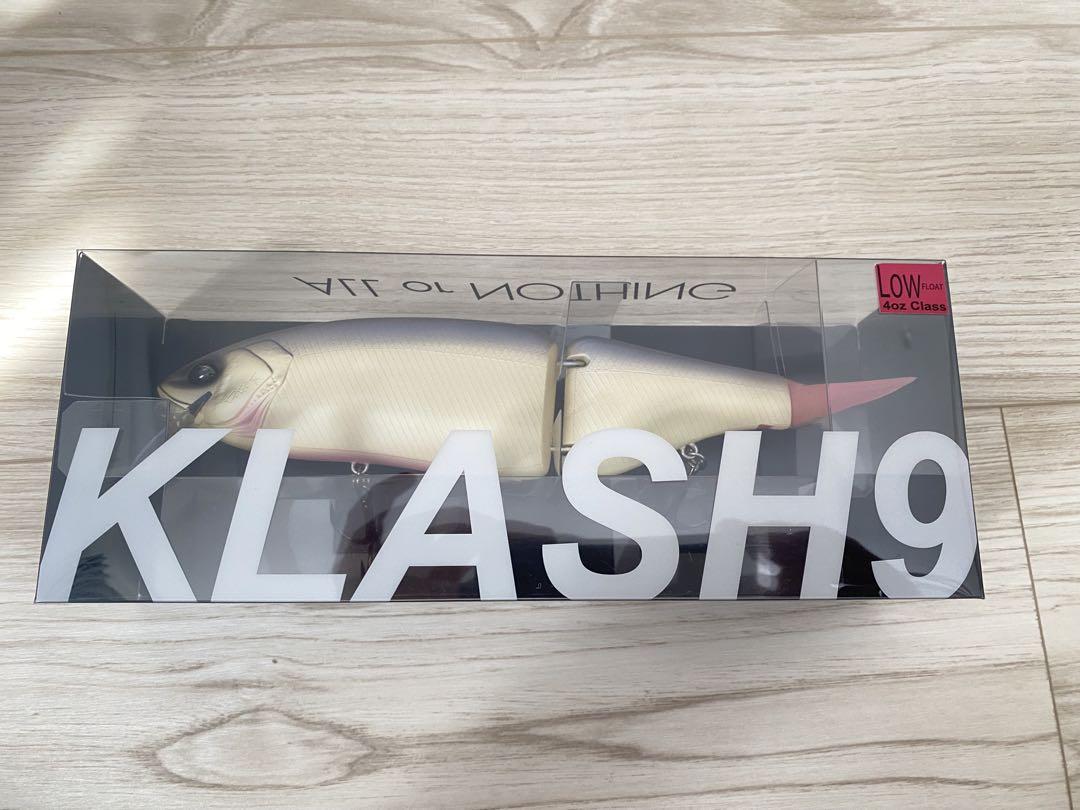 ALL or NOTHING
LOW FLOAT
4oz Class
KLASH9